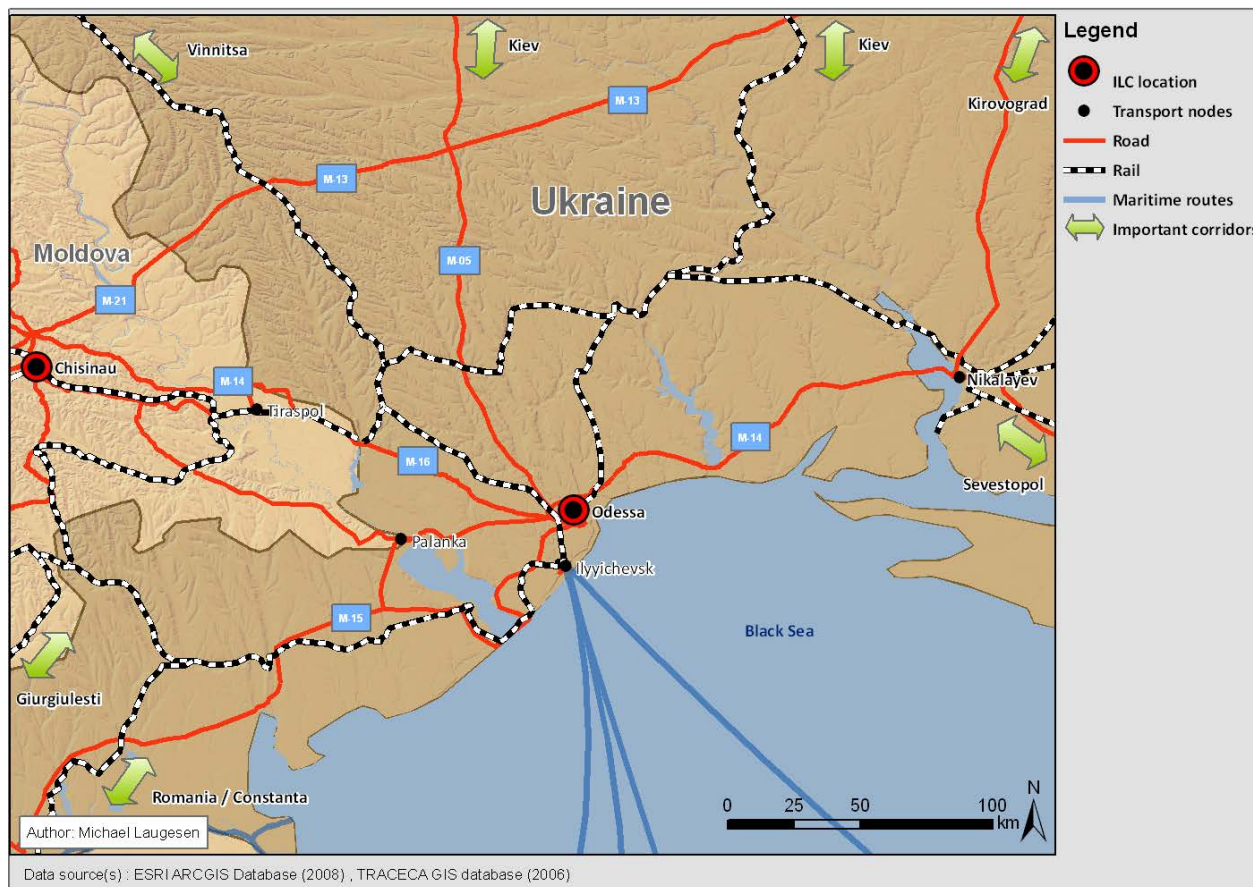 Vinnitsa
Kiev
Kiev
Kirovograd
M-13
M-13
Ukraine
Moldova
M-05
M-21
Chisinau
M-14
Tiraspol
Nikalayev
M-14
M-16
Sevestopol
Odessa
Palanka
Ilyyichevsk
M-15
Black Sea
Giurgiulesti
Romania / Constanta
0 25 50 100
km
N
Author: Michael Laugesen
Data source(s) : ESRI ARCGIS Database (2008) , TRACECA GIS database (2006)
Legend
ILC location
Transport nodes
Road
Rail
Maritime routes
Important corridors